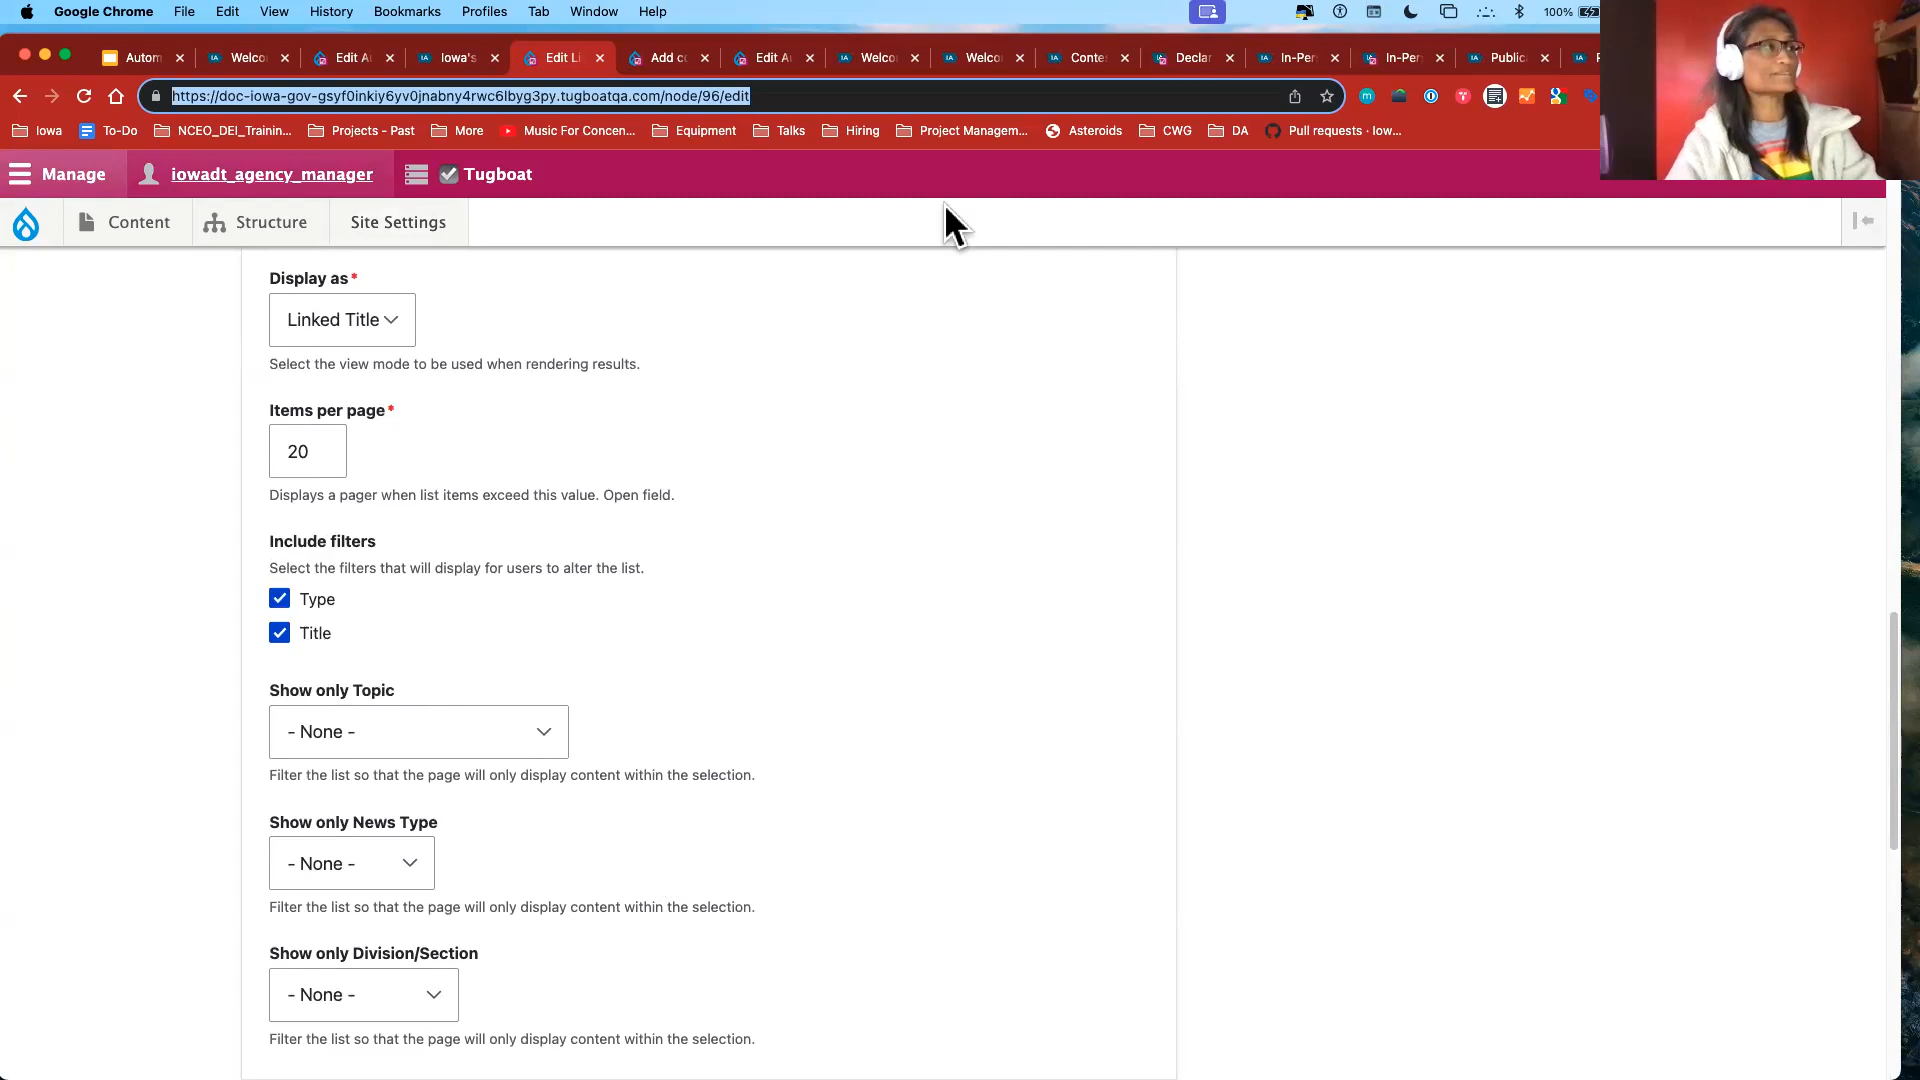 Google Chrome File Edit View History Bookmarks Profiles Tab Window Help 100%
Autom Welco Edit A Iowa's Edit Li Add co Edit A Welco Welco Conte Declar In-Per In-Per Public
https://doc-iowa-gov-gsyf0inkiy6yv0jnabny4rwc6lbyg3py.tugboatqa.com/node/96/edit
Iowa To-Do NCEO_DEI_Trainin... Projects - Past More Music For Concen... Equipment Talks Hiring Project Managem... Asteroids CWG DA Pull requests · Iow...
Manage iowadt_agency_manager Tugboat
Content Structure Site Settings
Display as*
Linked Title
Select the view mode to be used when rendering results.
Items per page*
20
Displays a pager when list items exceed this value. Open field.
Include filters
Select the filters that will display for users to alter the list.
Type
Title
Show only Topic
- None -
Filter the list so that the page will only display content within the selection.
Show only News Type
- None -
Filter the list so that the page will only display content within the selection.
Show only Division/Section
- None -
Filter the list so that the page will only display content within the selection.